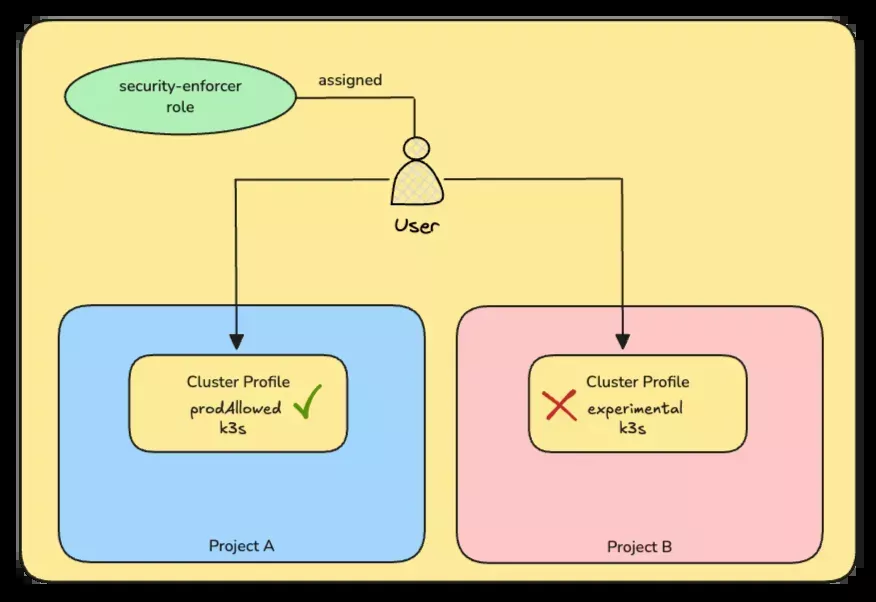 security-enforcer
role
assigned
User
Cluster Profile
prodAllowed
k3s
Project A
Cluster Profile
experimental
k3s
Project B